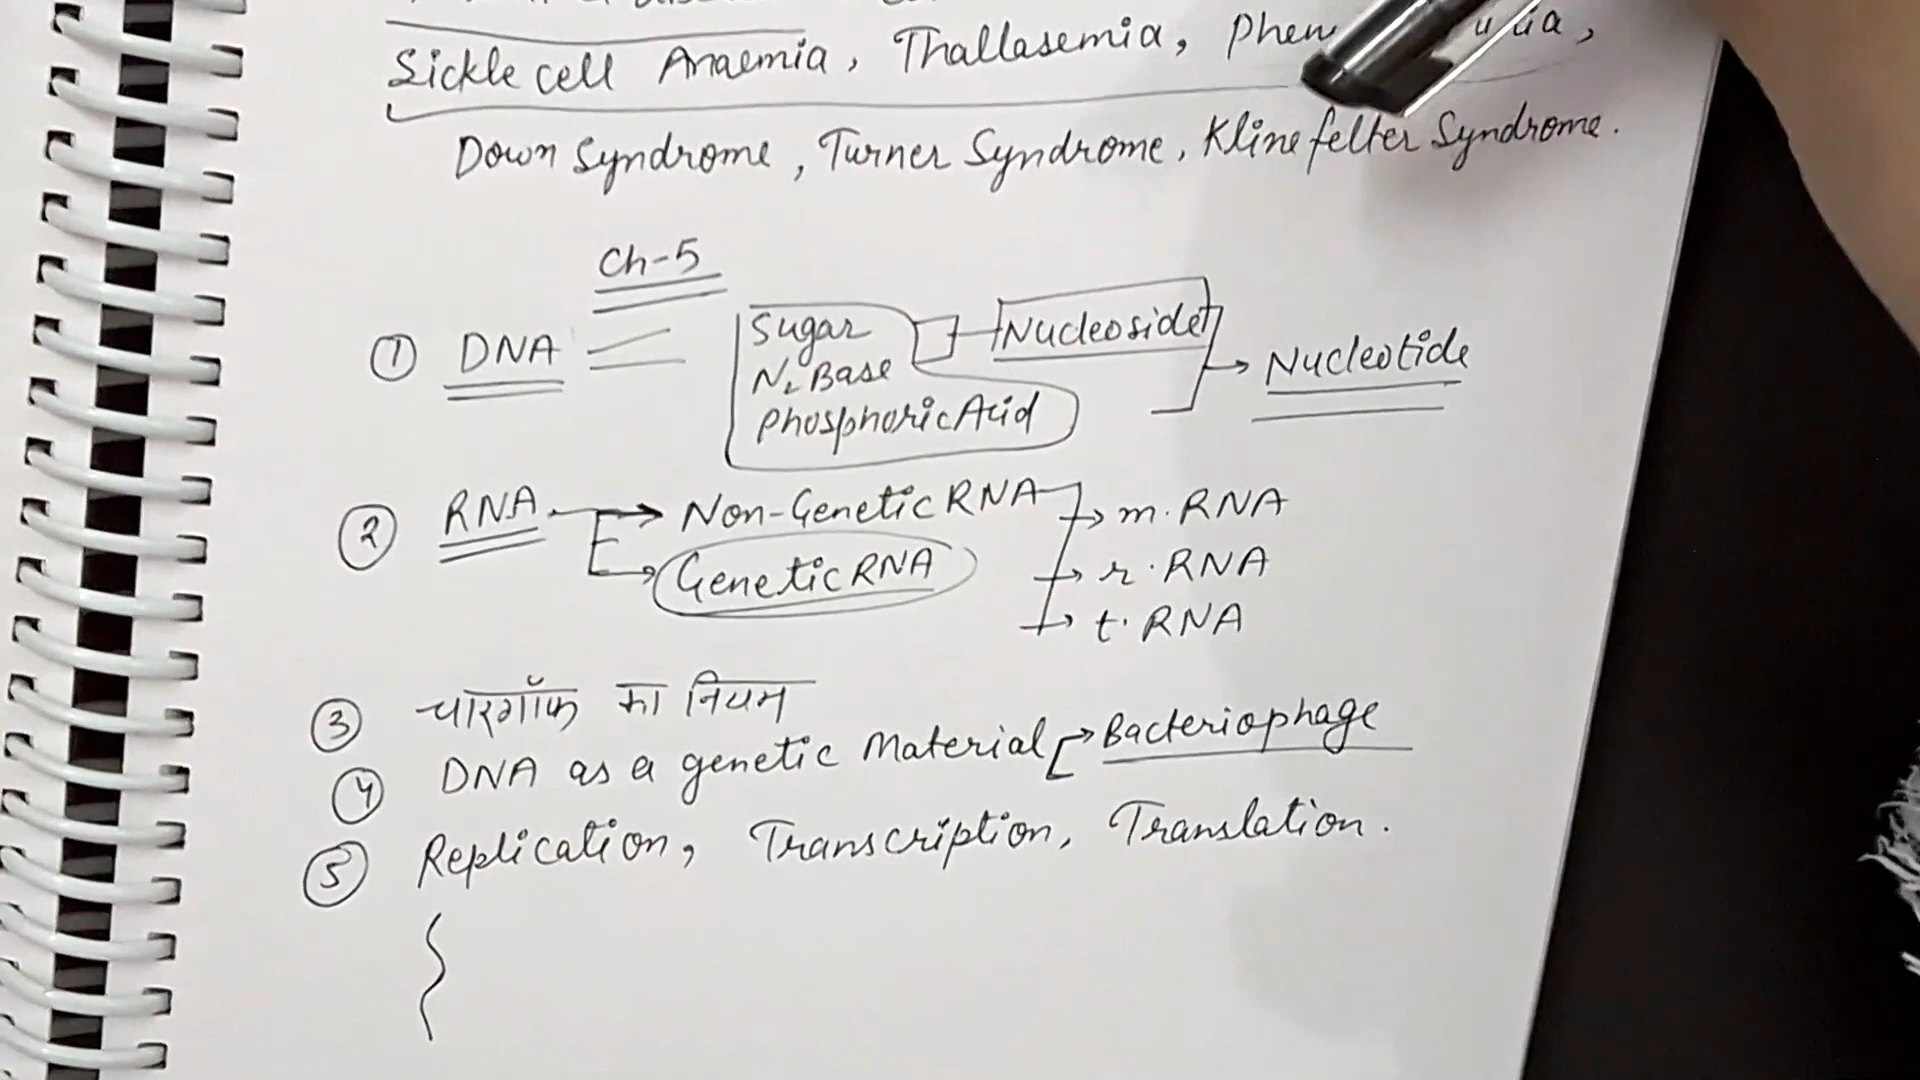 Sickle cell Anaemia, Thallasemia,
Down Syndrome, Turner Syndrome, Klinefelter Syndrome.
Ch-5
① DNA
Sugar
N₂ Base
Phosphoric Acid
Nucleoside
Nucleotide
② RNA
Non-Genetic RNA
Genetic RNA
m.RNA
r.RNA
t.RNA
③ चारगॉफ का नियम
④ DNA as a genetic Material Bacteriophage
⑤ Replication, Transcription, Translation.